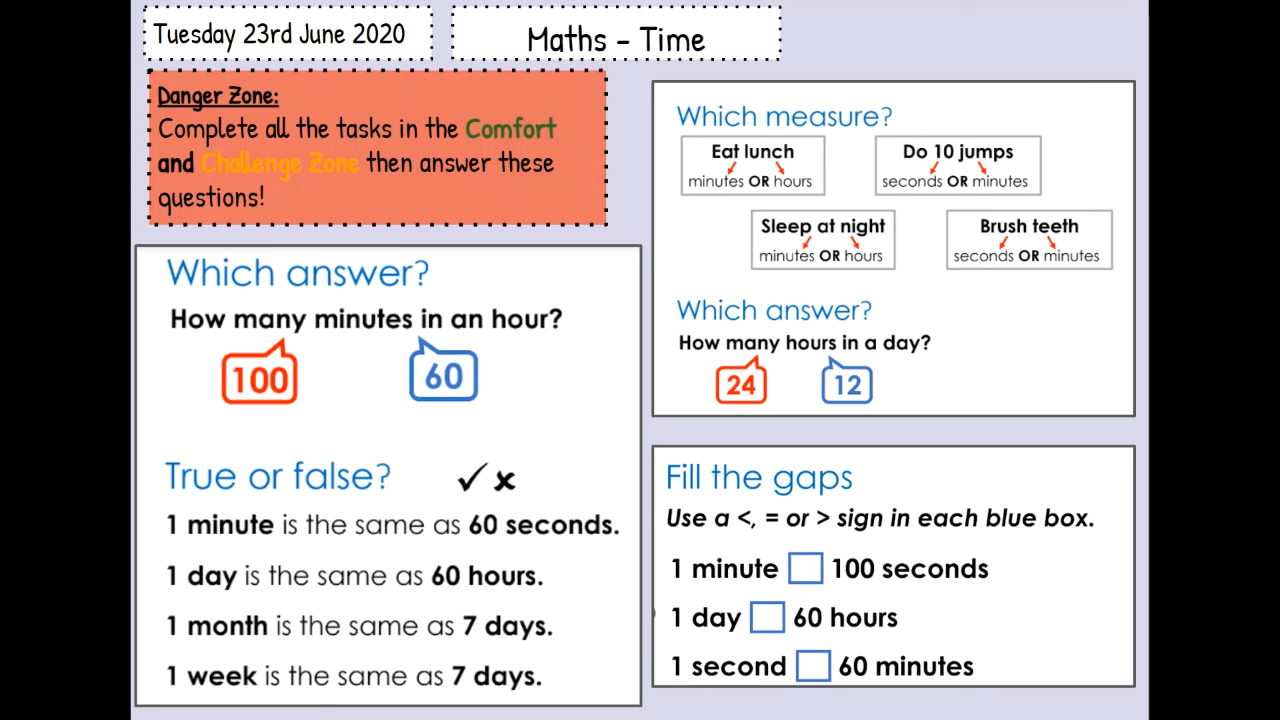 Tuesday 23rd June 2020
Maths - Time
Danger Zone:
Complete all the tasks in the Comfort
and Challenge Zone then answer these
questions!
Which answer?
How many minutes in an hour?
100 60
True or false? ✓ x
1 minute is the same as 60 seconds.
1 day is the same as 60 hours.
1 month is the same as 7 days.
1 week is the same as 7 days.
Which measure?
Eat lunch
minutes OR hours
Do 10 jumps
seconds OR minutes
Sleep at night
minutes OR hours
Brush teeth
seconds OR minutes
Which answer?
How many hours in a day?
24 12
Fill the gaps
Use a <, = or > sign in each blue box.
1 minute 100 seconds
1 day 60 hours
1 second 60 minutes